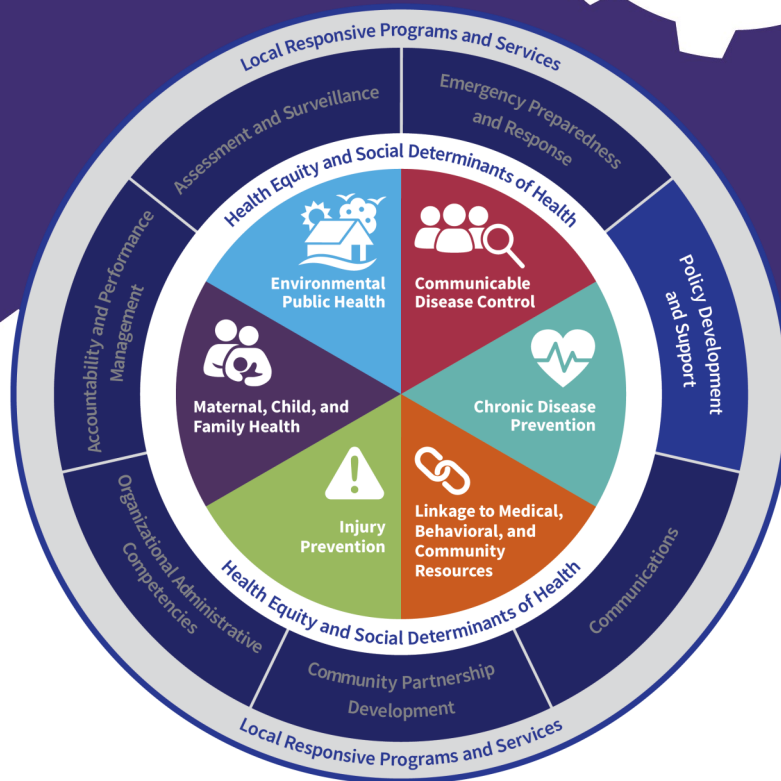 Local Responsive Programs and Services
Assessment and Surveillance
Emergency Preparedness
and Response
Health Equity and Social Determinants of Health
Environmental
Public Health
Communicable
Disease Control
Accountability and Performance
Management
Policy Development
and Support
Maternal, Child, and
Family Health
Chronic Disease
Prevention
Injury
Prevention
Linkage to Medical,
Behavioral, and
Community
Resources
Organizational Administrative
Competencies
Communications
Health Equity and Social Determinants of Health
Community Partnership
Development
Local Responsive Programs and Services